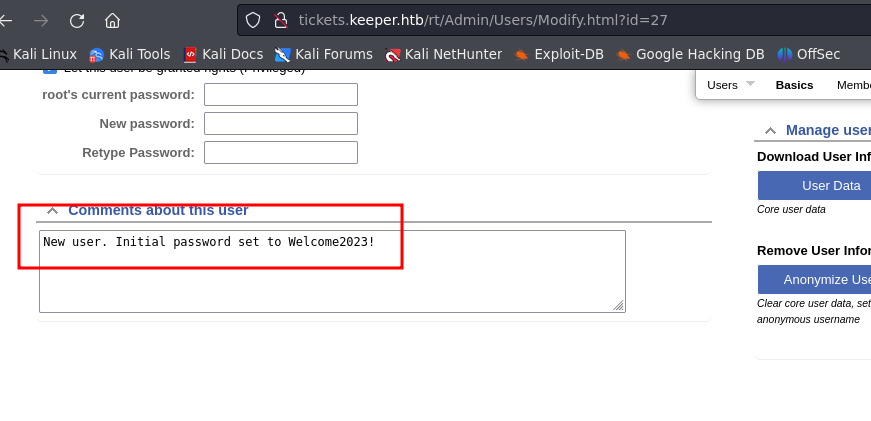 tickets.keeper.htb/rt/Admin/Users/Modify.html?id=27
Kali Linux Kali Tools Kali Docs Kali Forums Kali NetHunter Exploit-DB Google Hacking DB OffSec
Let this user be granted rights (Privileged)
Users Basics Membe
root's current password:
New password:
Retype Password:
Manage user
Download User Inf
User Data
Core user data
Comments about this user
New user. Initial password set to Welcome2023!
Remove User Infor
Anonymize Use
Clear core user data, set
anonymous username